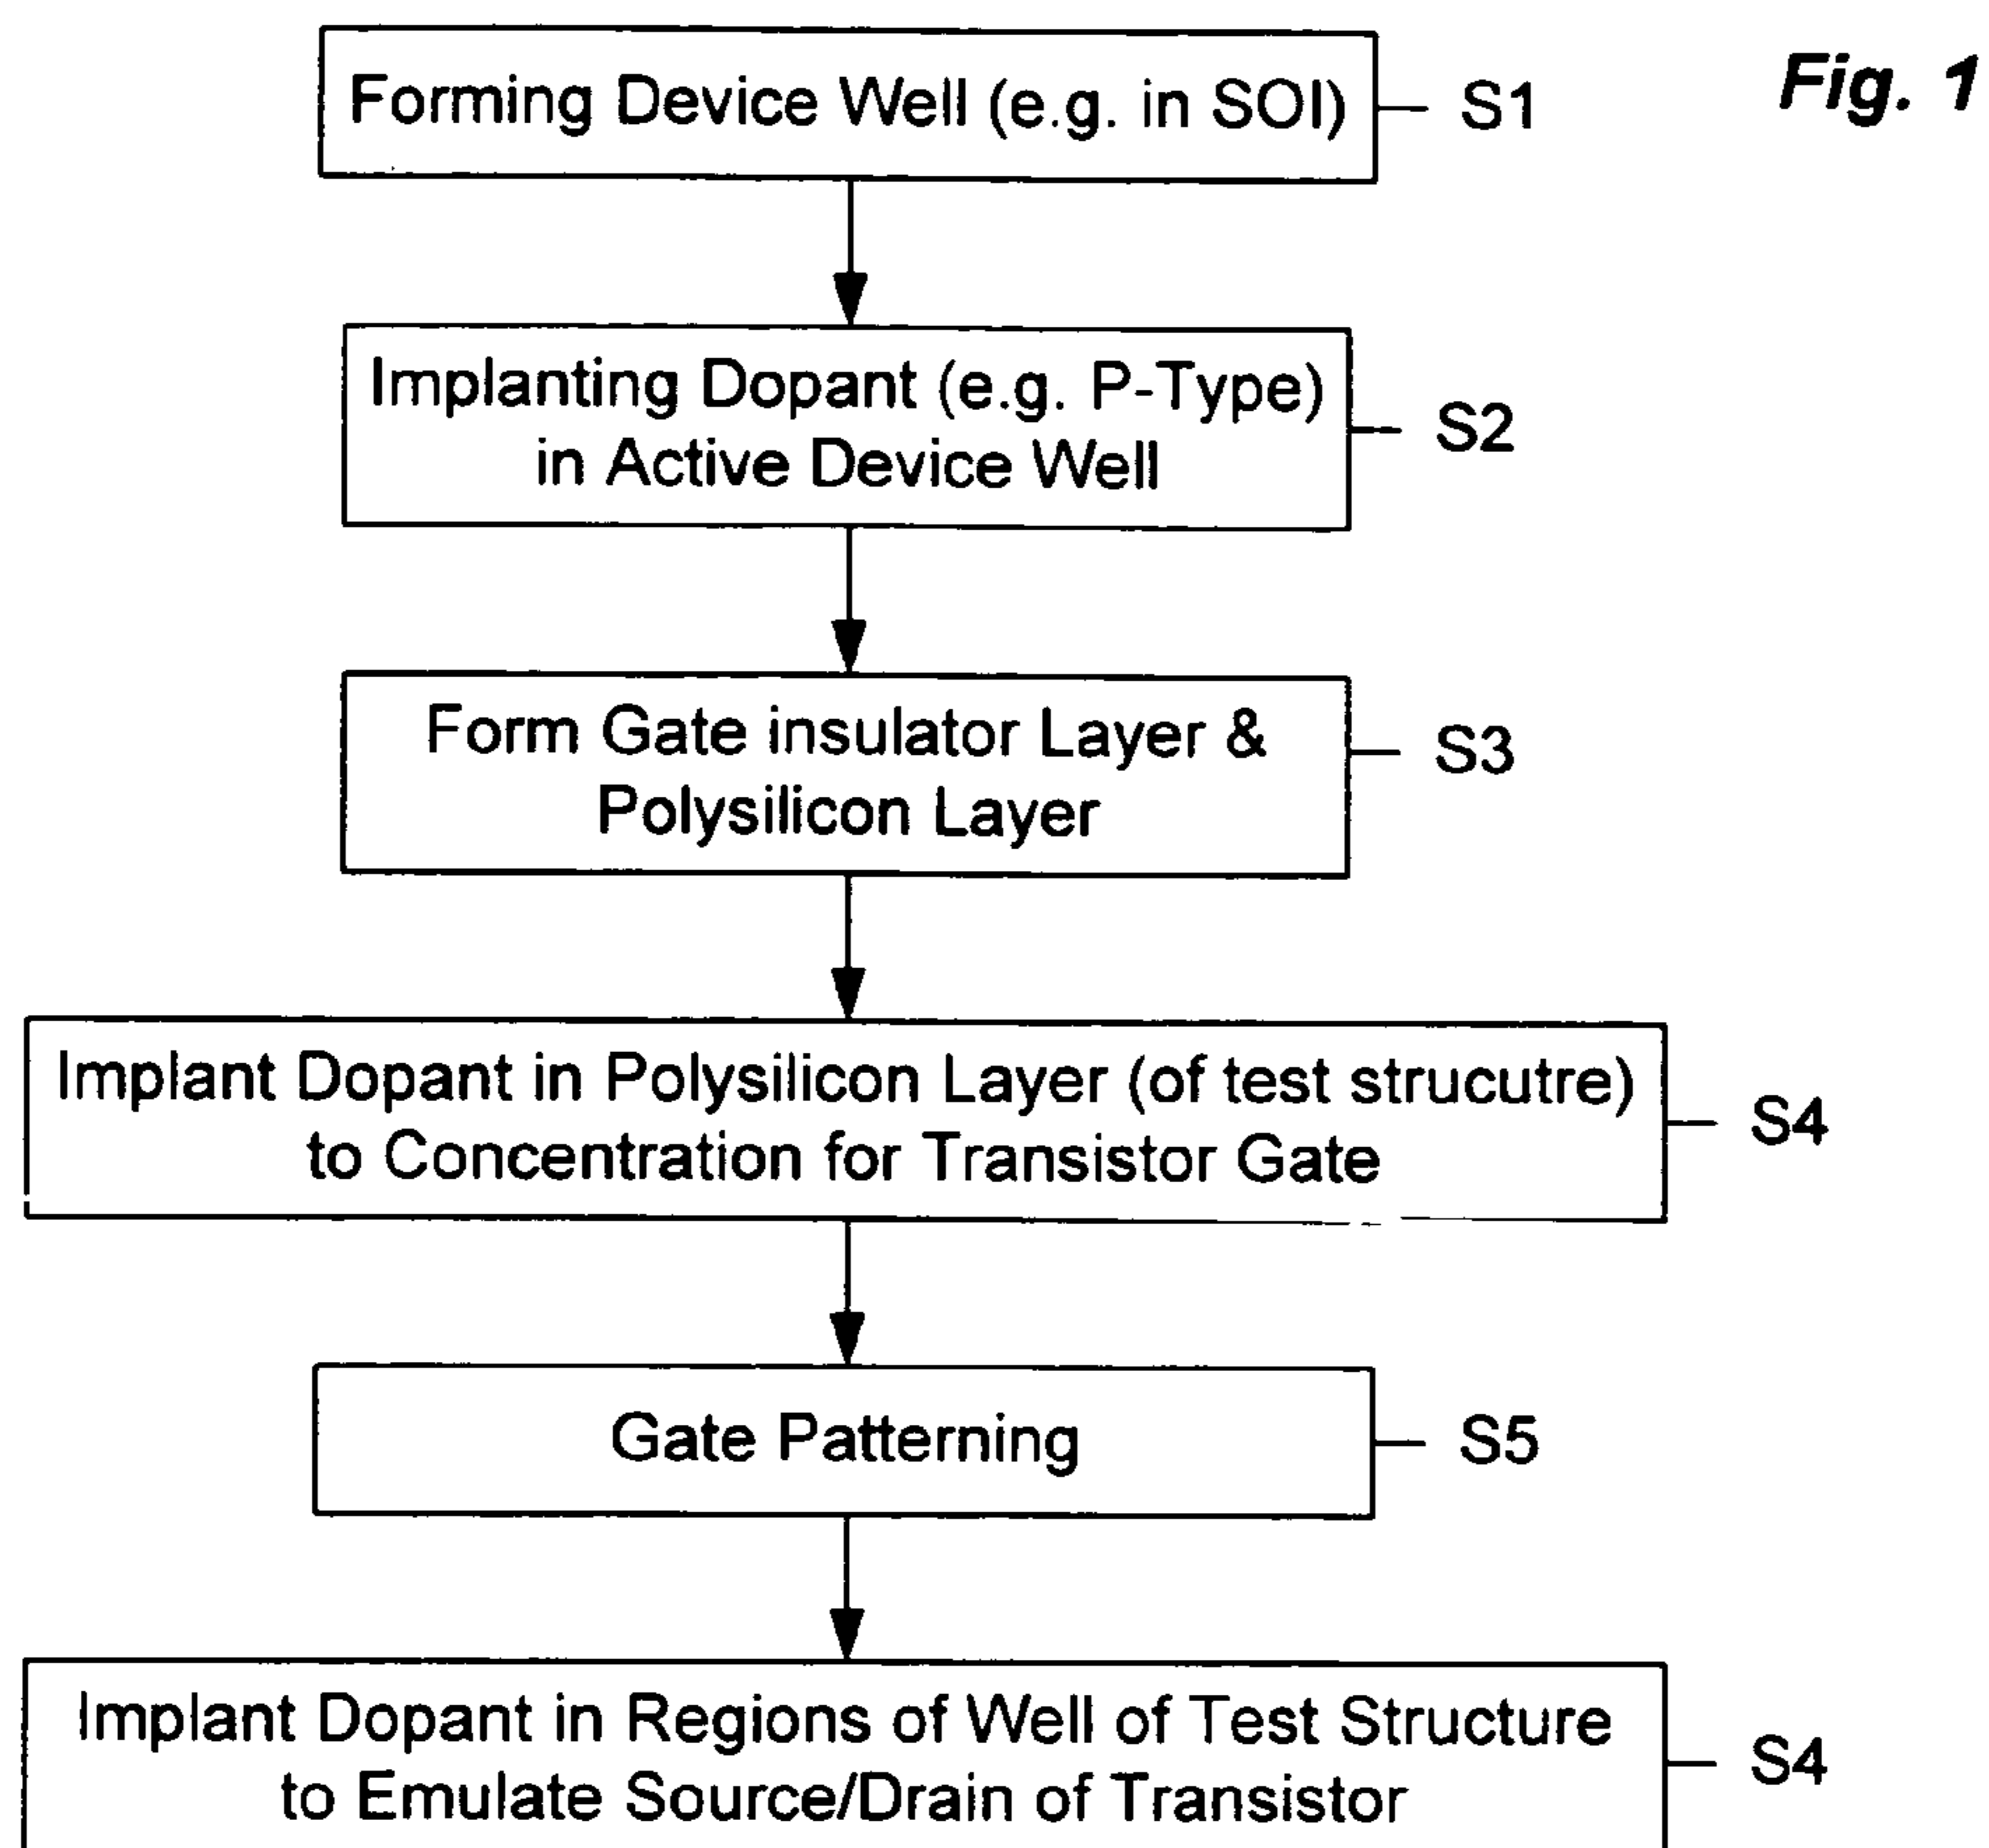 Fig. 1
Forming Device Well (e.g. in SOI)
S1
Implanting Dopant (e.g. P-Type)
in Active Device Well
S2
Form Gate insulator Layer &
Polysilicon Layer
S3
Implant Dopant in Polysilicon Layer (of test strucutre)
to Concentration for Transistor Gate
S4
Gate Patterning
S5
Implant Dopant in Regions of Well of Test Structure
to Emulate Source/Drain of Transistor
S4